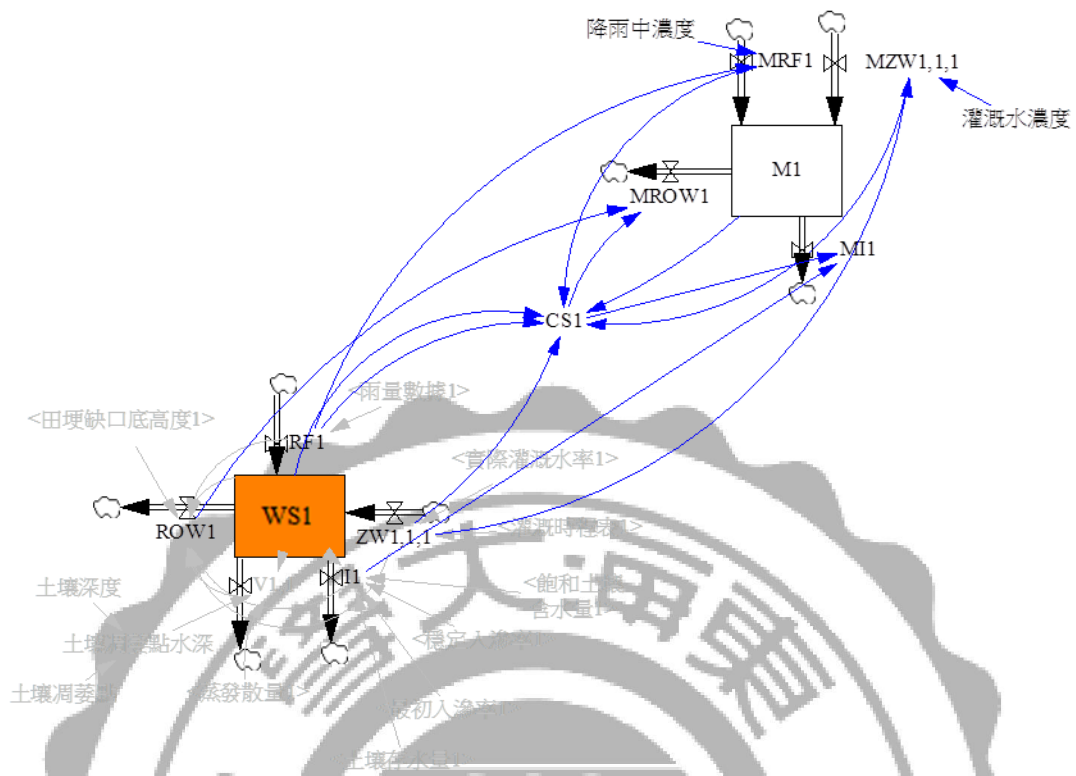 降雨中濃度
MRF1
MZW1,1,1
灌溉水濃度
M1
MROW1
MI1
CS1
<雨量數據1>
<田埂缺口底高度1>
RF1
<實際灌溉水率1>
WS1
ROW1
ZW1,1,1
<灌溉時程表1>
V1
I1
土壤深度
<飽和土壤
含水量1>
<穩定入滲率1>
土壤凋萎點水深
土壤凋萎點
<蒸發散量1>
<最初入滲率1>
<土壤存水量1>